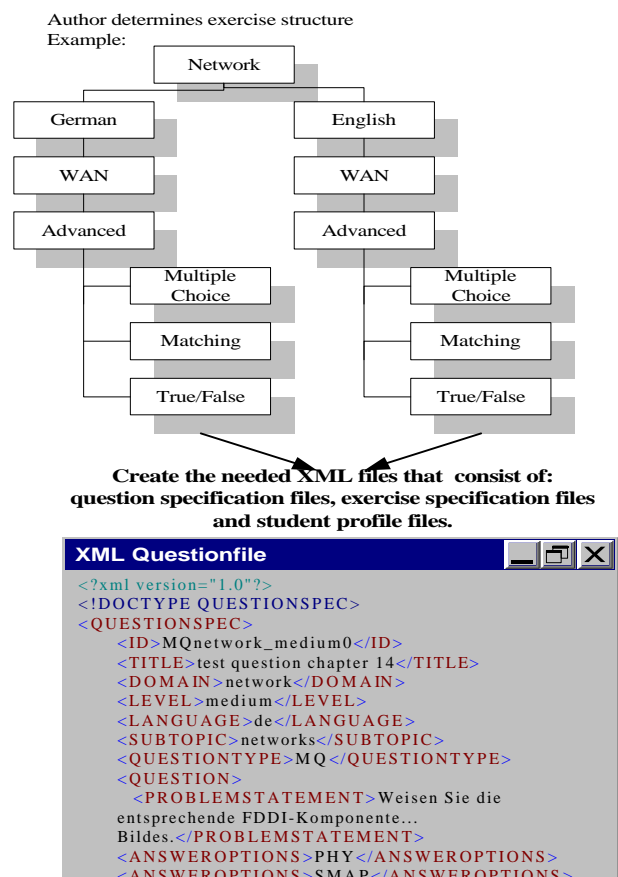 Author determines exercise structure
Example:
Network
German
English
WAN
WAN
Advanced
Advanced
Multiple
Choice
Multiple
Choice
Matching
Matching
True/False
True/False
Create the needed XML files that consist of:
question specification files, exercise specification files
and student profile files.
XML Questionfile
<?xml version="1.0"?>
<!DOCTYPE QUESTIONSPEC>
<QUESTIONSPEC>
<ID>MQnetwork_medium0</ID>
<TITLE>test question chapter 14</TITLE>
<DOMAIN>network</DOMAIN>
<LEVEL>medium</LEVEL>
<LANGUAGE>de</LANGUAGE>
<SUBTOPIC>networks</SUBTOPIC>
<QUESTIONTYPE>MQ</QUESTIONTYPE>
<QUESTION>
<PROBLEMSTATEMENT>Weisen Sie die
entsprechende FDDI-Komponente...
Bildes.</PROBLEMSTATEMENT>
<ANSWEROPTIONS>PHY</ANSWEROPTIONS>
<ANSWEROPTIONS>SMAP</ANSWEROPTIONS>